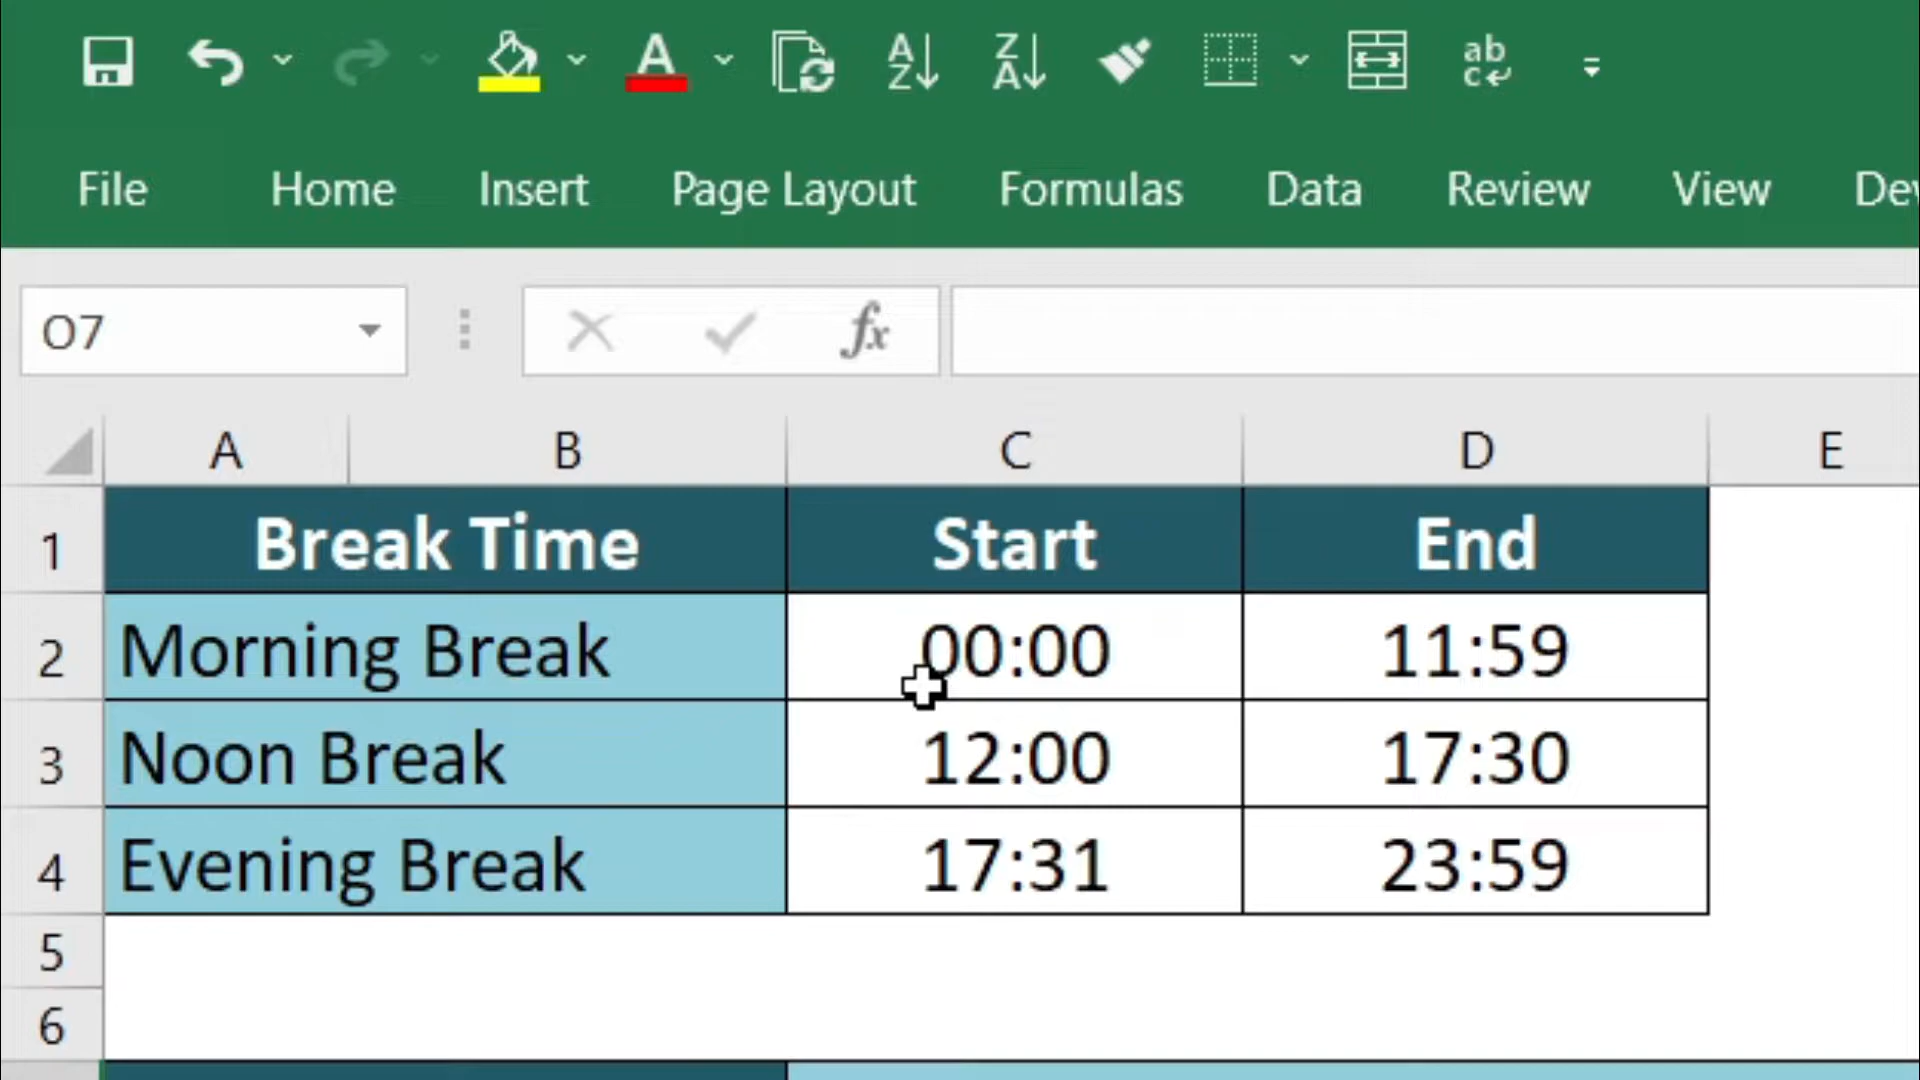 A A Z Z A ab c
File Home Insert Page Layout Formulas Data Review View Dev
O7 fx
A B C D E
1 Break Time Start End
2 Morning Break 00:00 11:59
3 Noon Break 12:00 17:30
4 Evening Break 17:31 23:59
5
6